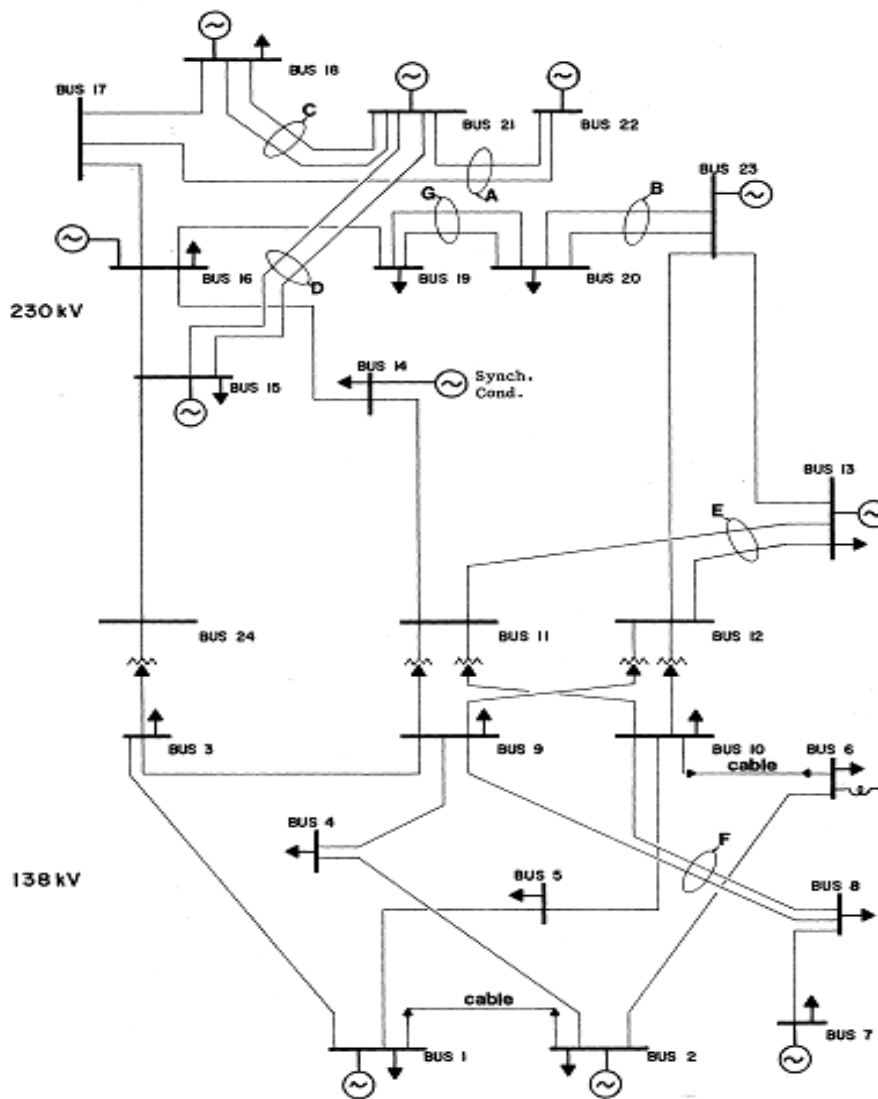 BUS 18
BUS 17
C
BUS 21
BUS 22
A
G
B
BUS 23
BUS 16
D
BUS 19
BUS 20
230 kV
BUS 15
BUS 14
Synch.
Cond.
BUS 13
E
BUS 24
BUS 11
BUS 12
BUS 3
BUS 9
BUS 10
BUS 6
cable
BUS 4
F
138 kV
BUS 5
BUS 8
cable
BUS 1
BUS 2
BUS 7